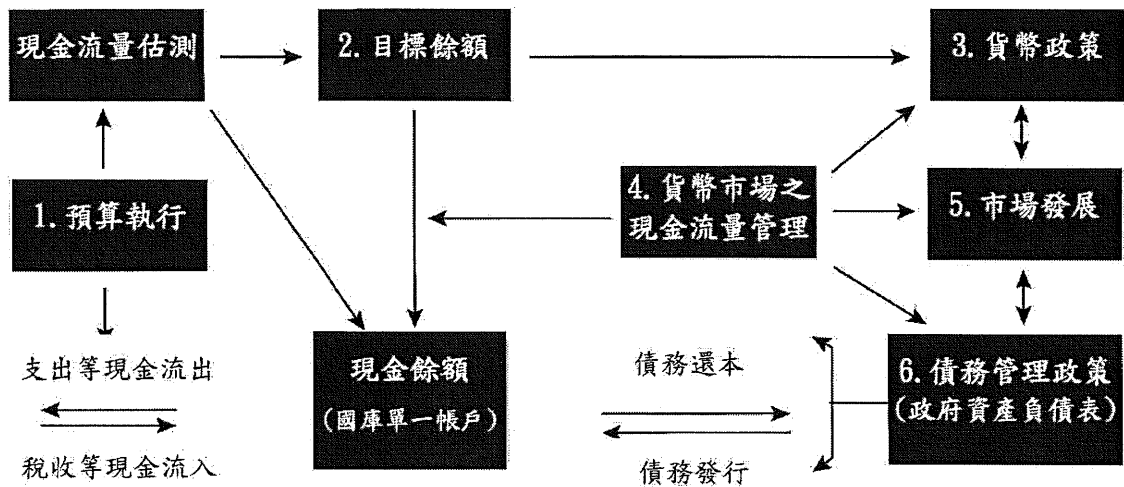 現金流量估測
2.目標餘額
3.貨幣政策
1.預算執行
4.貨幣市場之
現金流量管理
5.市場發展
支出等現金流出
稅收等現金流入
現金餘額
(國庫單一帳戶)
債務還本
債務發行
6.債務管理政策
(政府資產負債表)